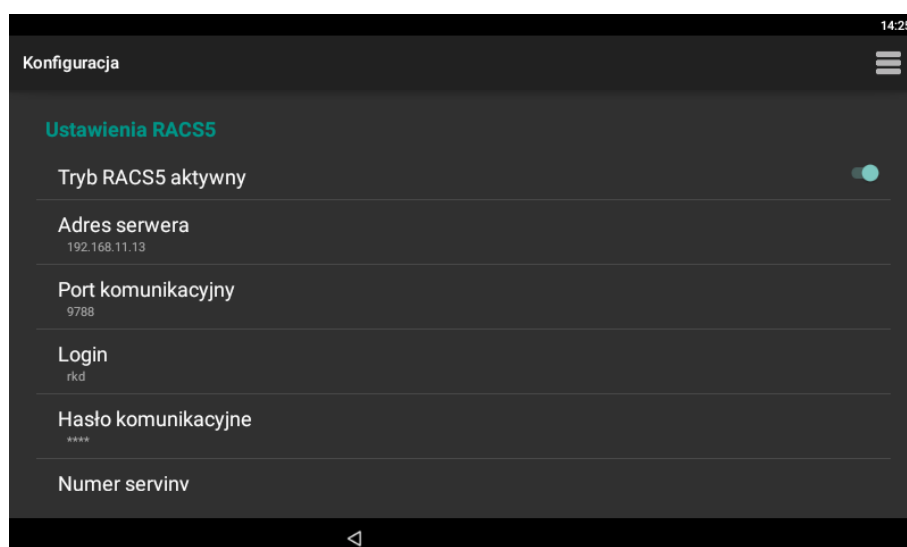 14:25
Konfiguracja
Ustawienia RACS5
Tryb RACS5 aktywny
Adres serwera
192.168.11.13
Port komunikacyjny
9788
Login
rkd
Hasło komunikacyjne
****
Numer seryjny